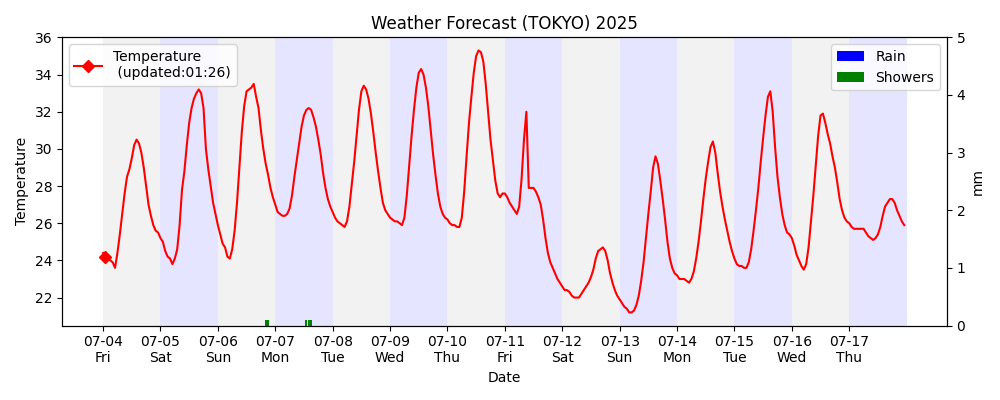 Weather Forecast (TOKYO) 2025
Temperature
(updated:01:26)
Rain
Showers
Temperature
36
34
32
30
28
26
24
22
5
4
3
2
1
0
mm
07-04 07-05 07-06 07-07 07-08 07-09 07-10 07-11 07-12 07-13 07-14 07-15 07-16 07-17
Fri Sat Sun Mon Tue Wed Thu Fri Sat Sun Mon Tue Wed Thu
Date